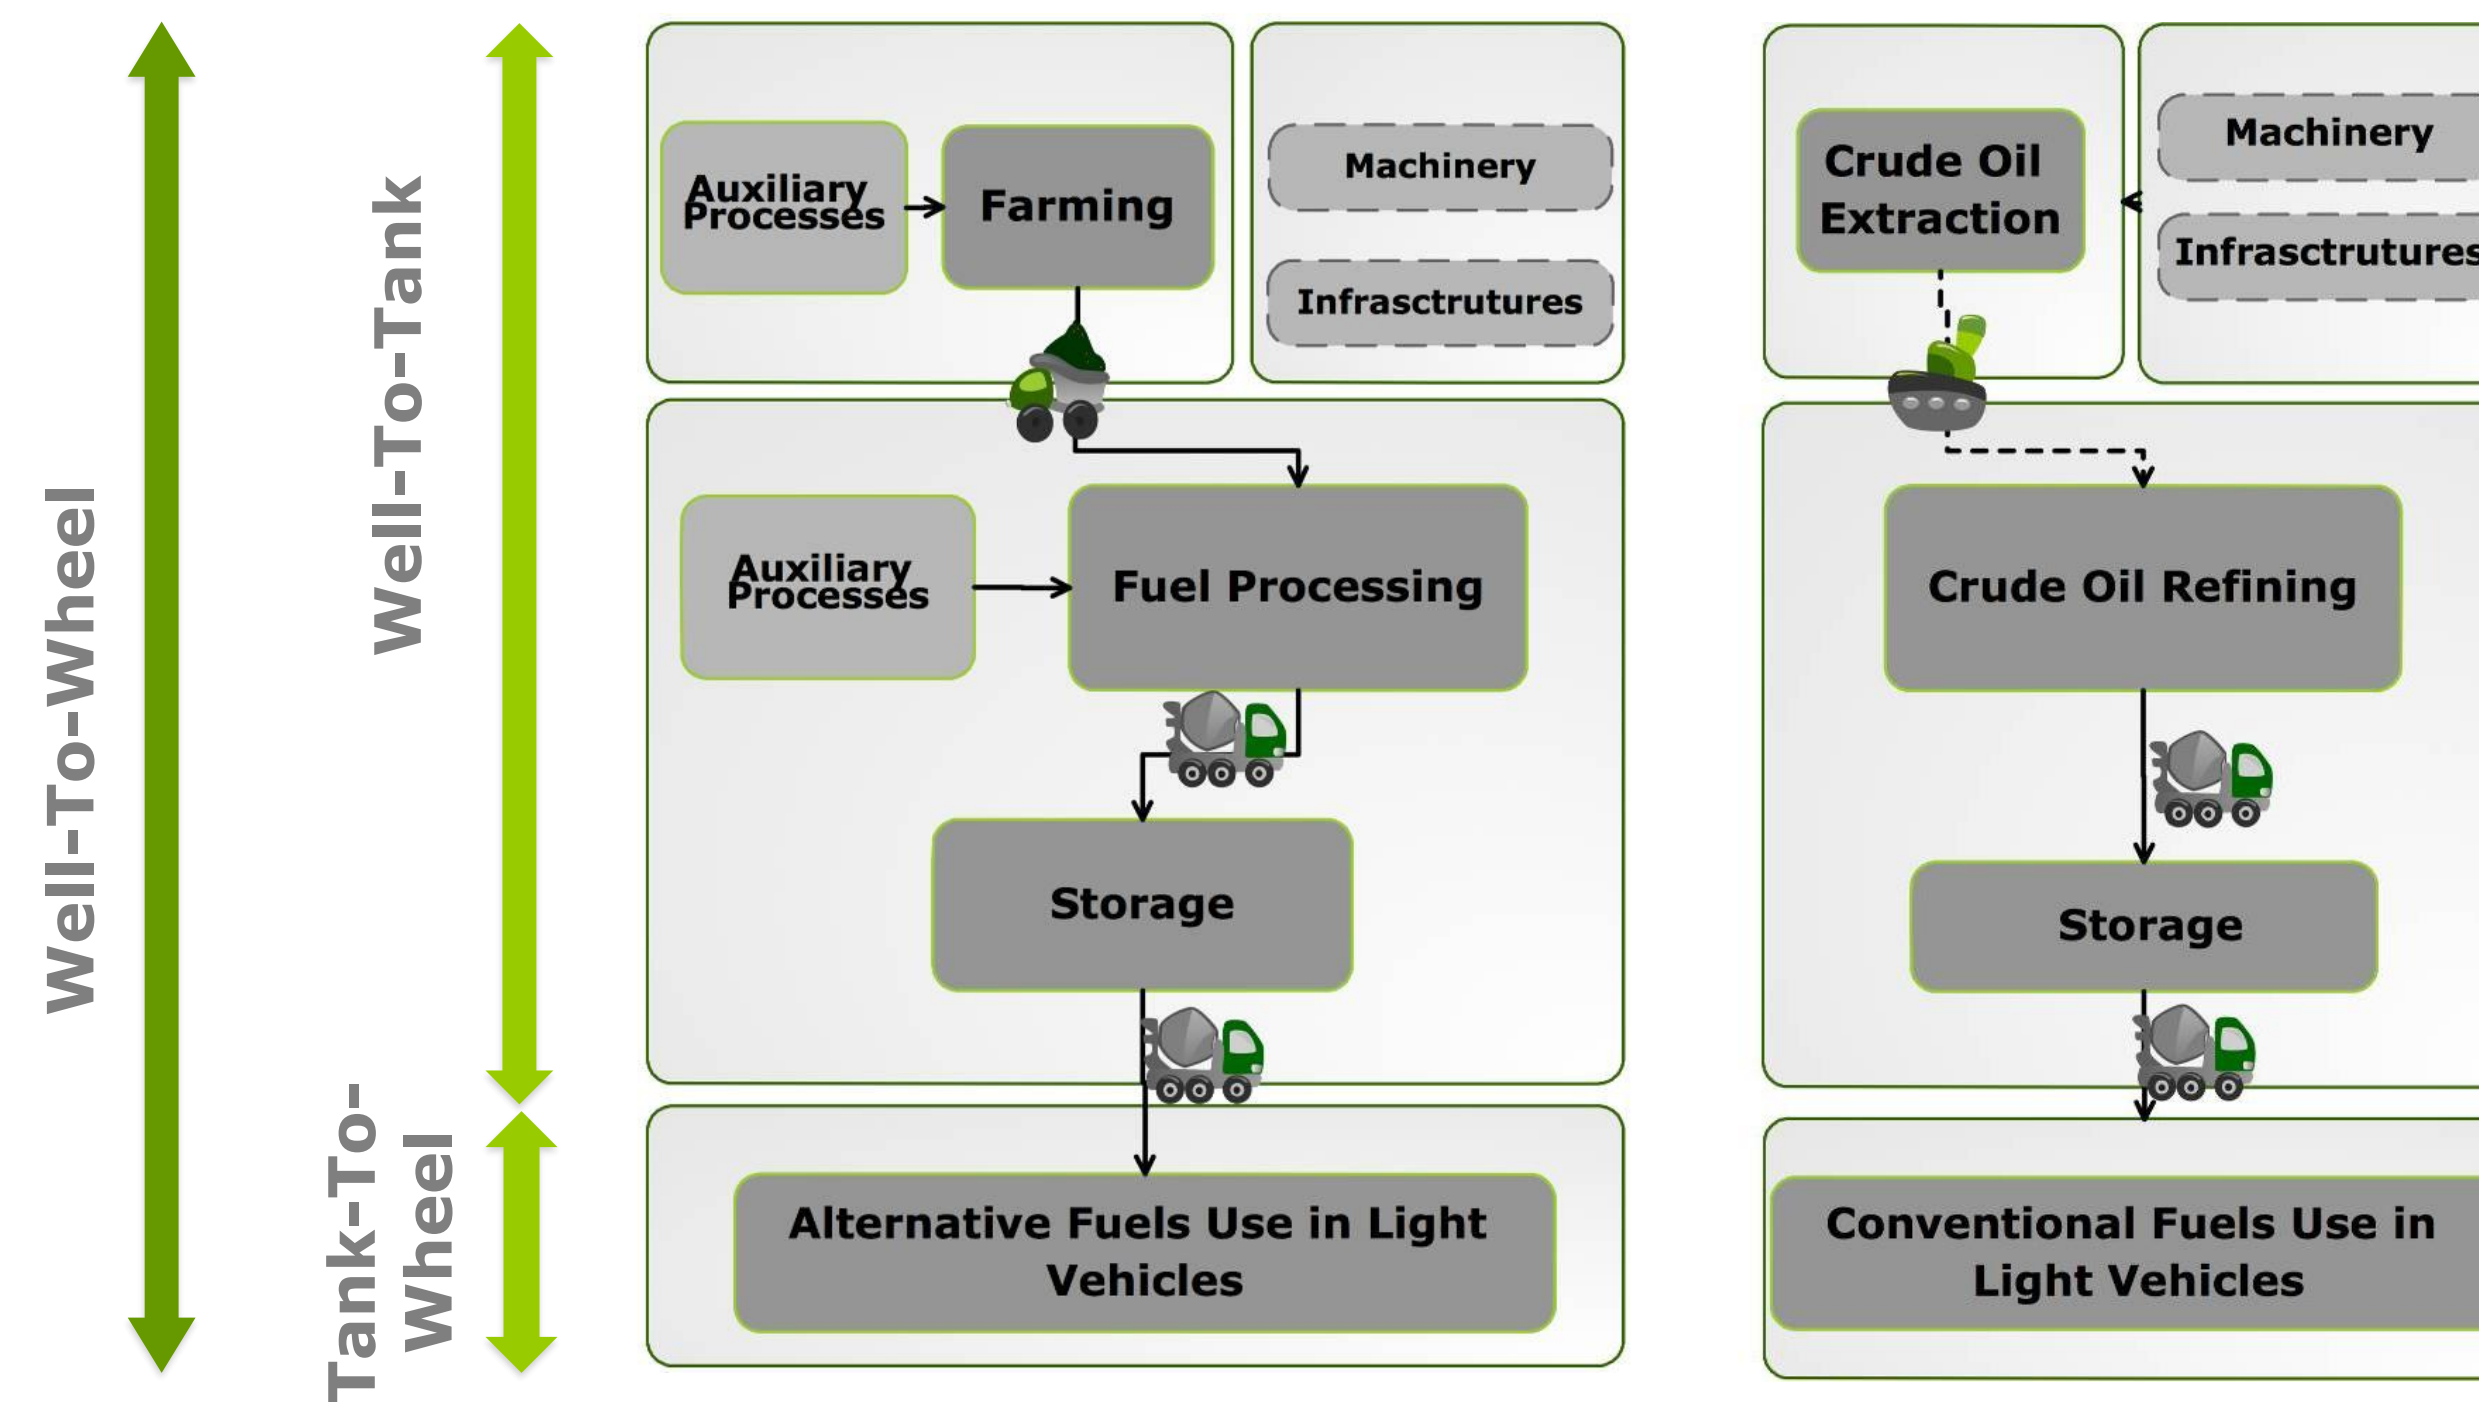 Well-To-Wheel
Well-To-Tank
Tank-To-
Wheel
Auxiliary
Processes
Farming
Machinery
Infrasctrutures
Auxiliary
Processes
Fuel Processing
Storage
Alternative Fuels Use in Light
Vehicles
Crude Oil
Extraction
Machinery
Infrasctrutures
Crude Oil Refining
Storage
Conventional Fuels Use in
Light Vehicles